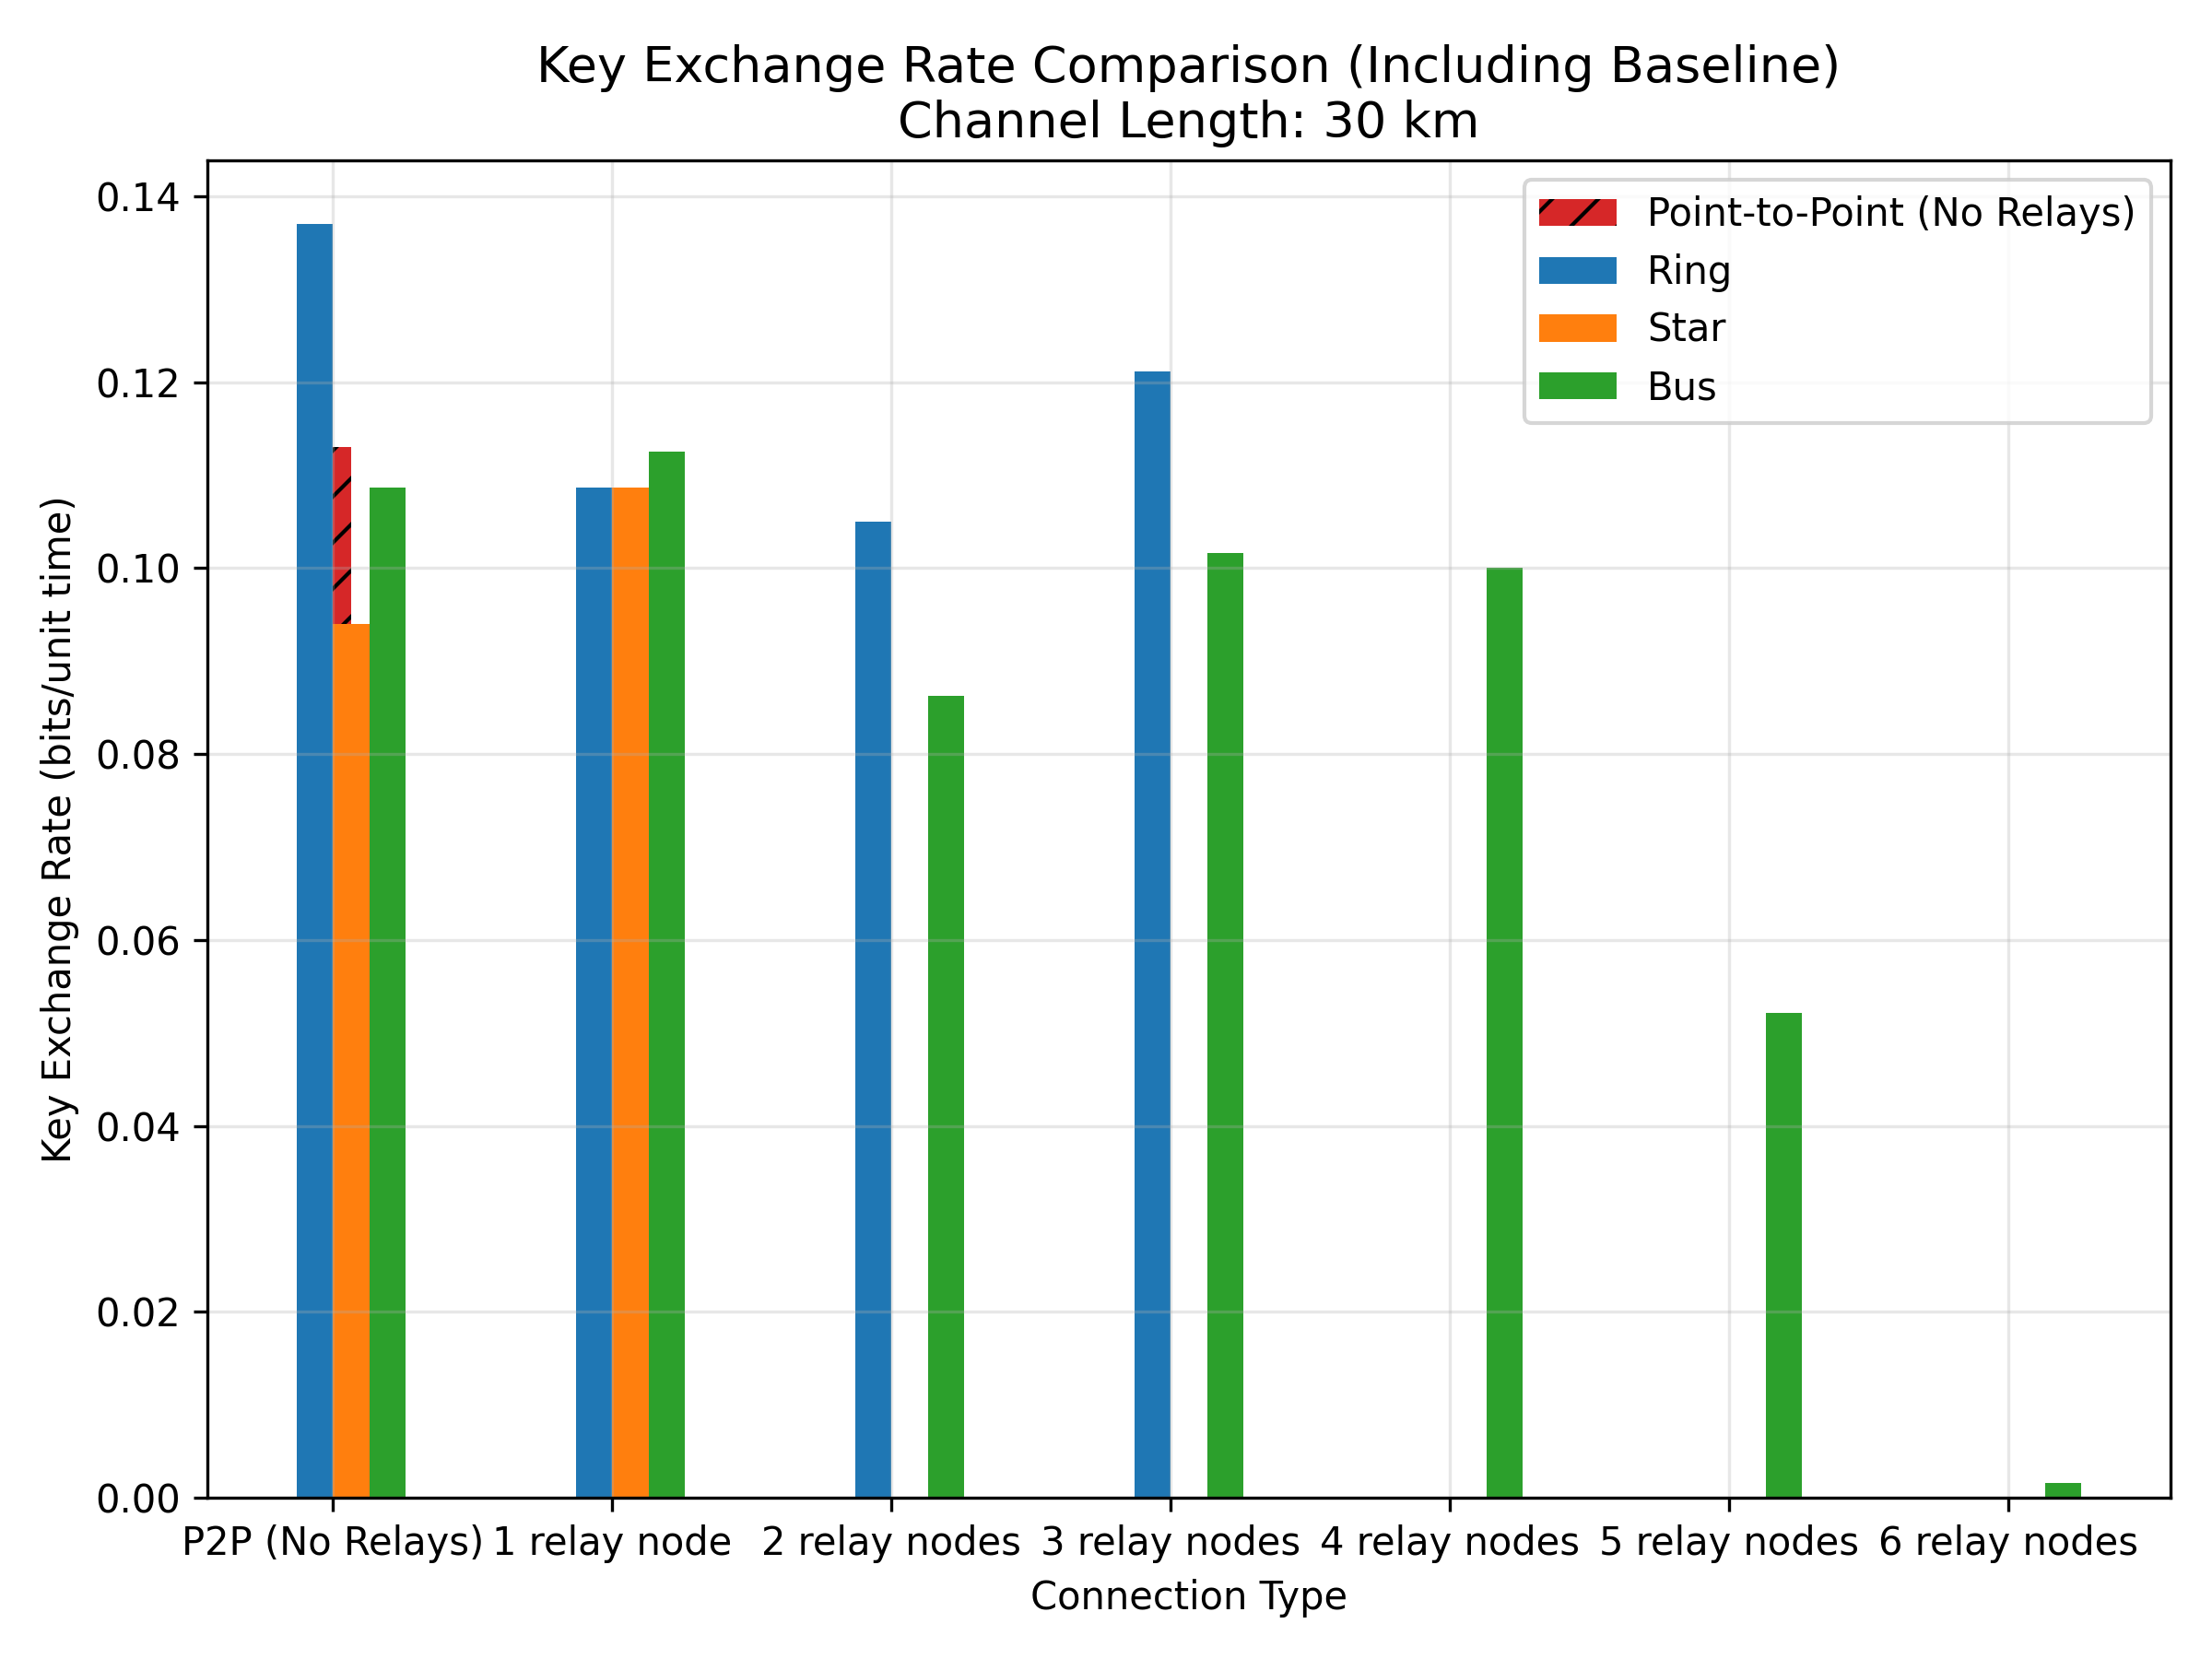 Key Exchange Rate Comparison (Including Baseline)
Channel Length: 30 km
Key Exchange Rate (bits/unit time)
0.14
0.12
0.10
0.08
0.06
0.04
0.02
0.00
Point-to-Point (No Relays)
Ring
Star
Bus
P2P (No Relays)
1 relay node
2 relay nodes
3 relay nodes
4 relay nodes
5 relay nodes
6 relay nodes
Connection Type